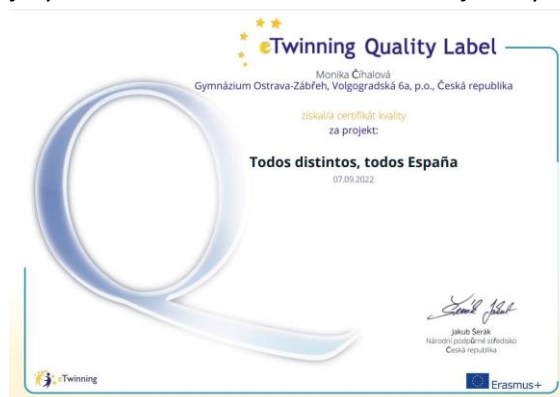 eTwinning Quality Label
Monika Číhalová
Gymnázium Ostrava-Zábřeh, Volgogradská 6a, p.o., Česká republika
získal/a certifikát kvality
za projekt:
Todos distintos, todos España
07.09.2022
Jakub Šerák
Národní podpůrné středisko
Česká republika
eTwinning
Erasmus+